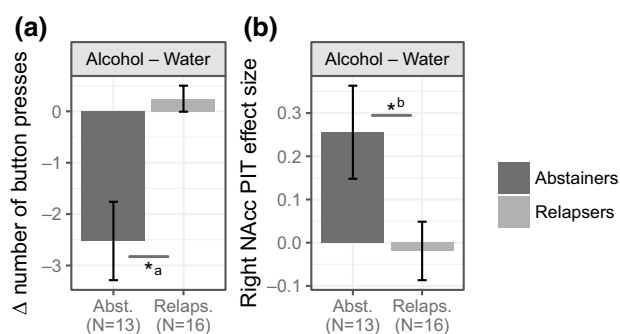 (a)
Alcohol – Water
Δ number of button presses
0
–1
–2
–3
*a
Abst.
(N=13)
Relaps.
(N=16)
(b)
Alcohol – Water
Right NAcc PIT effect size
0.3
0.2
0.1
0.0
–0.1
*b
Abst.
(N=13)
Relaps.
(N=16)
Abstainers
Relapsers